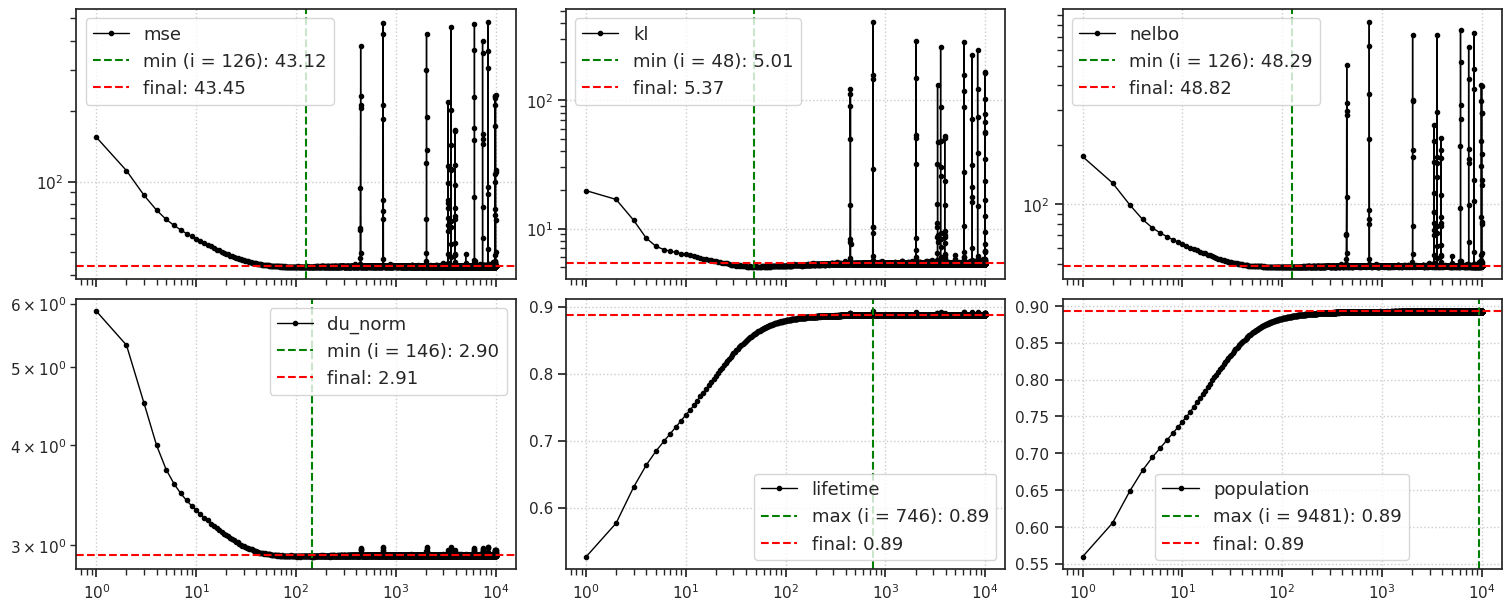 mse
min (i = 126): 43.12
final: 43.45
10²
kl
min (i = 48): 5.01
final: 5.37
10²
10¹
nelbo
min (i = 126): 48.29
final: 48.82
10²
du_norm
min (i = 146): 2.90
final: 2.91
6 × 10⁰
5 × 10⁰
4 × 10⁰
3 × 10⁰
10⁰ 10¹ 10² 10³ 10⁴
lifetime
max (i = 746): 0.89
final: 0.89
0.9
0.8
0.7
0.6
10⁰ 10¹ 10² 10³ 10⁴
population
max (i = 9481): 0.89
final: 0.89
0.90
0.85
0.80
0.75
0.70
0.65
0.60
0.55
10⁰ 10¹ 10² 10³ 10⁴